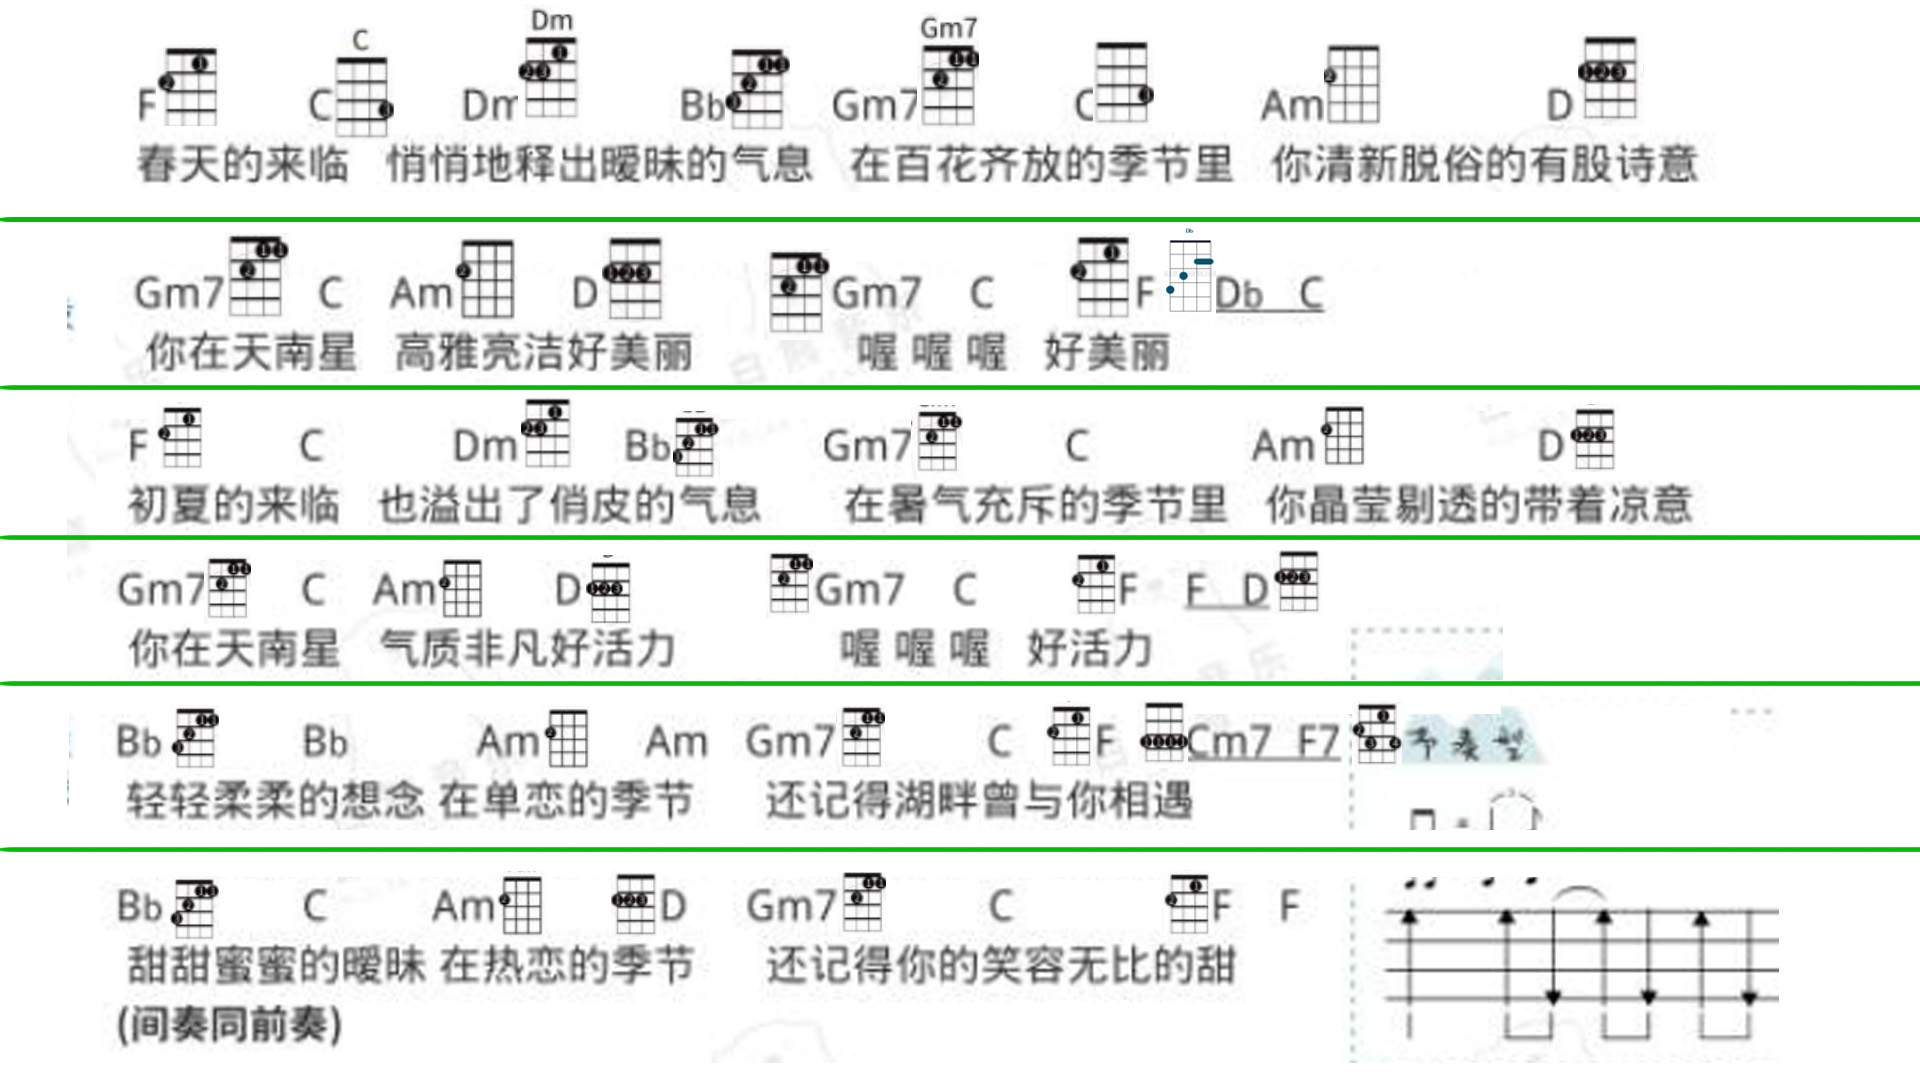 C Dm Gm7
F C Dm Bb Gm7 C Am D
春天的来临 悄悄地释出暧昧的气息 在百花齐放的季节里 你清新脱俗的有股诗意
Gm7 C Am D Gm7 C F Db C
你在天南星 高雅亮洁好美丽 喔 喔 喔 好美丽
F C Dm Bb Gm7 C Am D
初夏的来临 也溢出了俏皮的气息 在暑气充斥的季节里 你晶莹剔透的带着凉意
Gm7 C Am D Gm7 C F F D
你在天南星 气质非凡好活力 喔 喔 喔 好活力
Bb Bb Am Am Gm7 C F Cm7 F7
轻轻柔柔的想念 在单恋的季节 还记得湖畔曾与你相遇
Bb C Am D Gm7 C F F
甜甜蜜蜜的暧昧 在热恋的季节 还记得你的笑容无比的甜
(间奏同前奏)